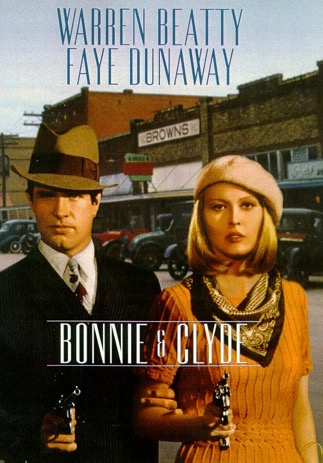 WARREN BEATTY
FAYE DUNAWAY
BROWNS
BONNIE & CLYDE